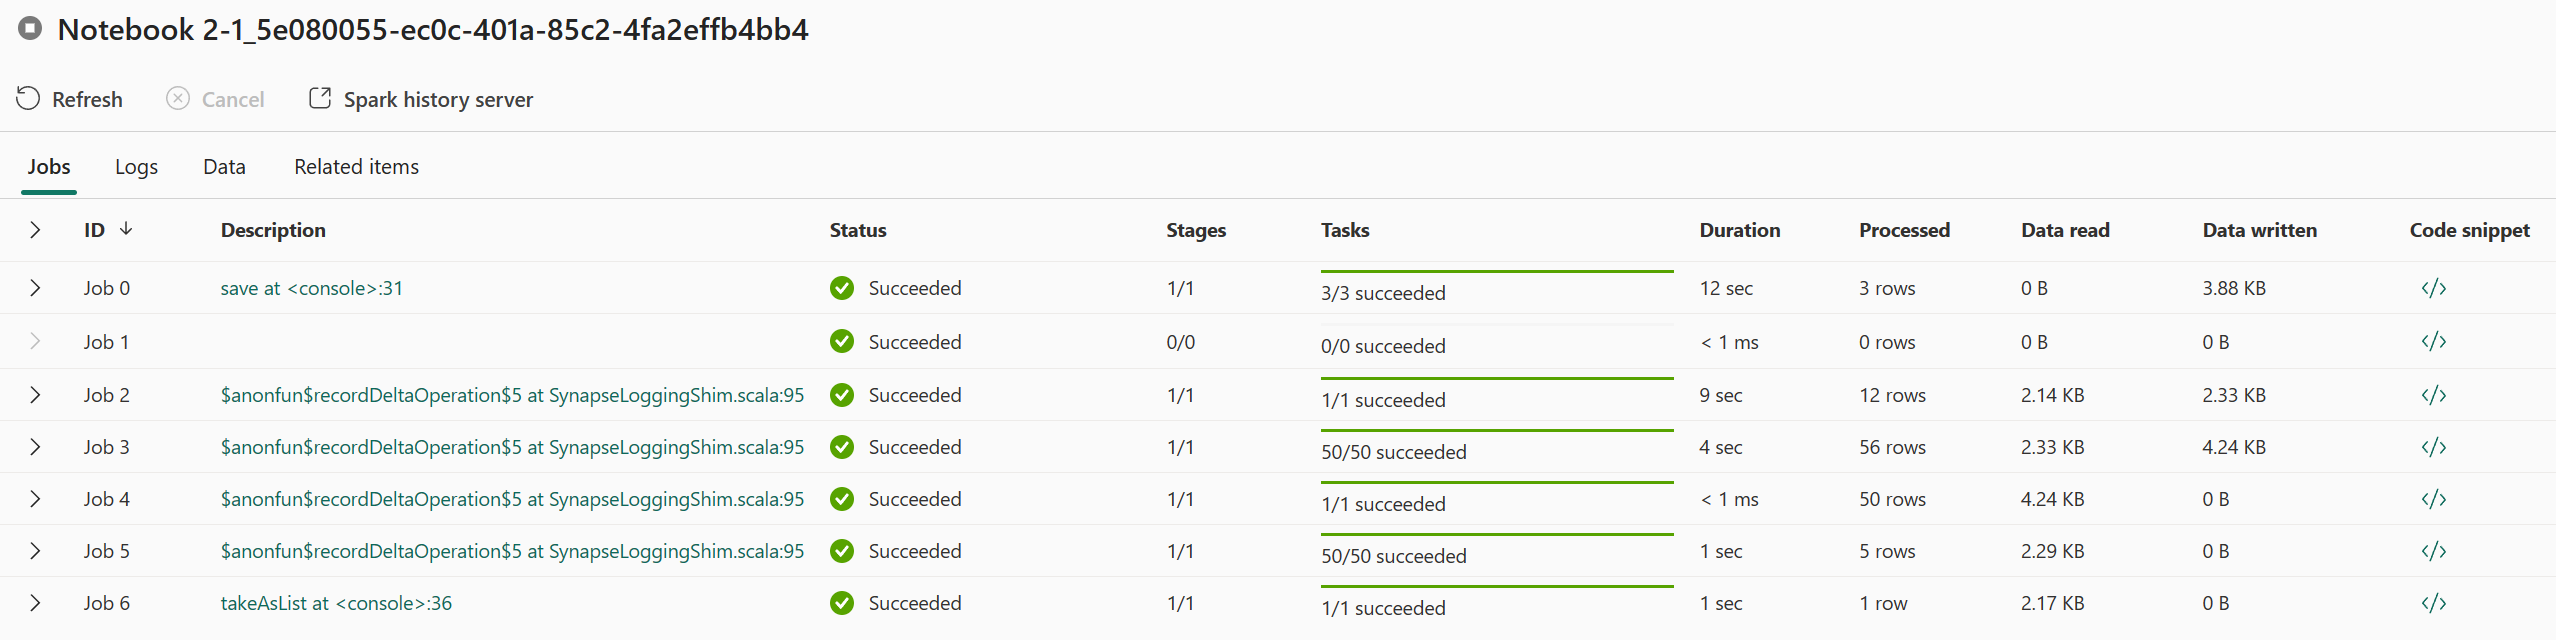 Notebook 2-1_5e080055-ec0c-401a-85c2-4fa2effb4bb4
Refresh Cancel Spark history server
Jobs Logs Data Related items
ID Description Status Stages Tasks Duration Processed Data read Data written Code snippet
Job 0 save at <console>:31 Succeeded 1/1 3/3 succeeded 12 sec 3 rows 0 B 3.88 KB </>
Job 1 Succeeded 0/0 0/0 succeeded < 1 ms 0 rows 0 B 0 B </>
Job 2 $anonfun$recordDeltaOperation$5 at SynapseLoggingShim.scala:95 Succeeded 1/1 1/1 succeeded 9 sec 12 rows 2.14 KB 2.33 KB </>
Job 3 $anonfun$recordDeltaOperation$5 at SynapseLoggingShim.scala:95 Succeeded 1/1 50/50 succeeded 4 sec 56 rows 2.33 KB 4.24 KB </>
Job 4 $anonfun$recordDeltaOperation$5 at SynapseLoggingShim.scala:95 Succeeded 1/1 1/1 succeeded < 1 ms 50 rows 4.24 KB 0 B </>
Job 5 $anonfun$recordDeltaOperation$5 at SynapseLoggingShim.scala:95 Succeeded 1/1 50/50 succeeded 1 sec 5 rows 2.29 KB 0 B </>
Job 6 takeAsList at <console>:36 Succeeded 1/1 1/1 succeeded 1 sec 1 row 2.17 KB 0 B </>